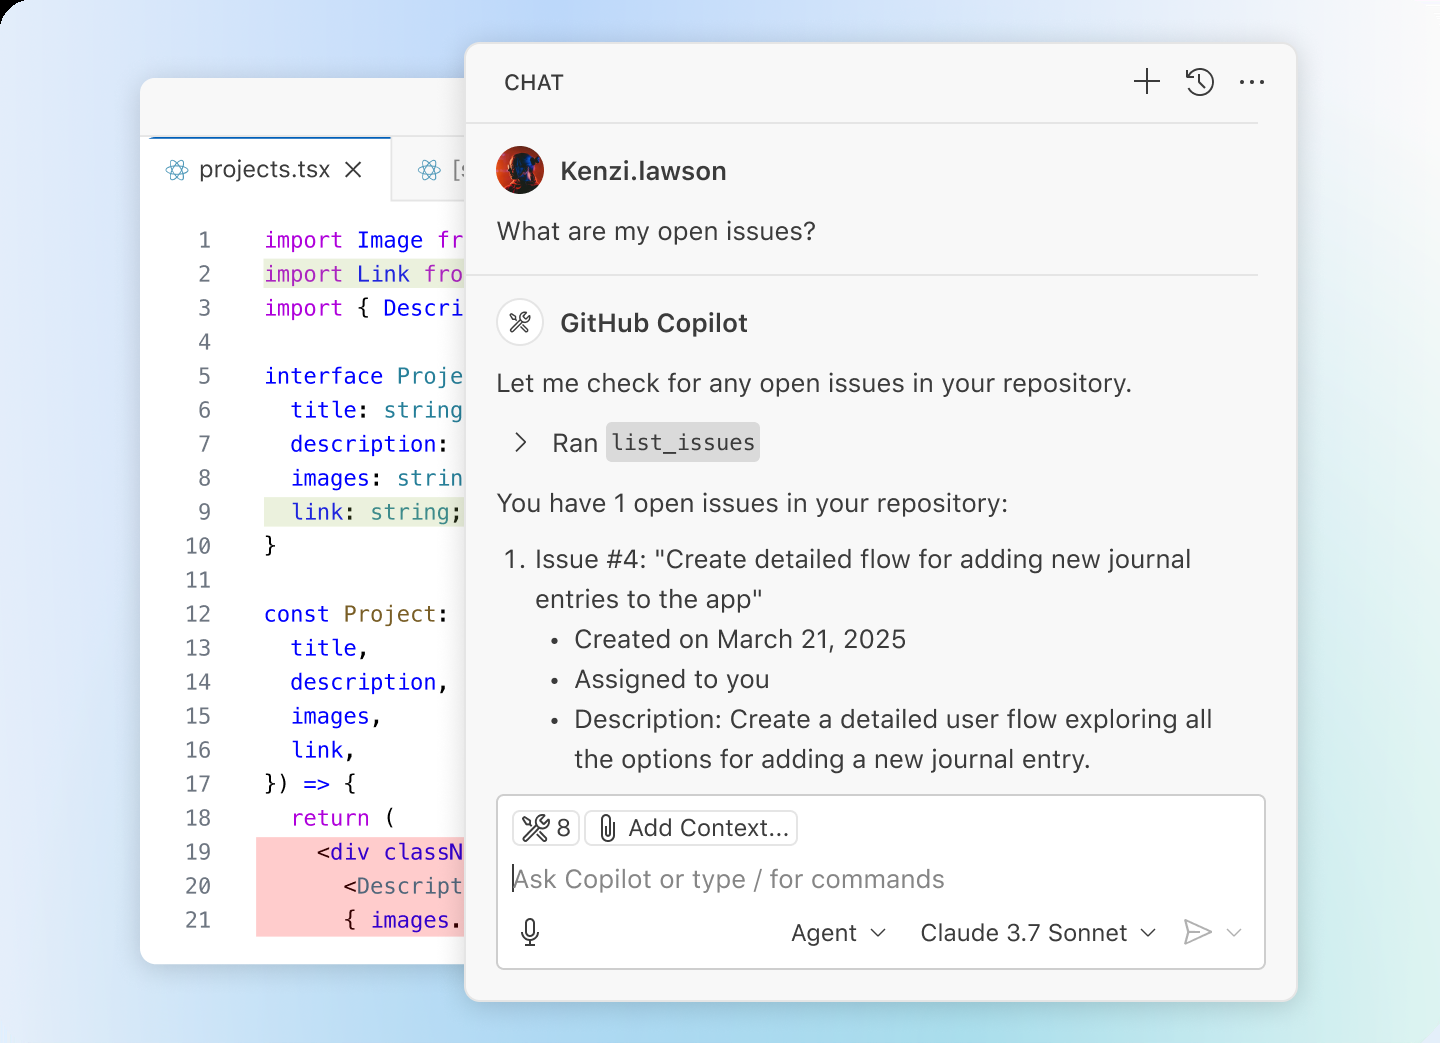 projects.tsx
1 import Image fr
2 import Link fro
3 import { Descri
4
5 interface Proje
6 title: string
7 description:
8 images: strin
9 link: string;
10 }
11
12 const Project:
13 title,
14 description,
15 images,
16 link,
17 }) => {
18 return (
19 <div classN
20 <Descript
21 { images.
CHAT
Kenzi.lawson
What are my open issues?
GitHub Copilot
Let me check for any open issues in your repository.
Ran list_issues
You have 1 open issues in your repository:
1. Issue #4: "Create detailed flow for adding new journal
entries to the app"
• Created on March 21, 2025
• Assigned to you
• Description: Create a detailed user flow exploring all
the options for adding a new journal entry.
8 Add Context...
Ask Copilot or type / for commands
Agent Claude 3.7 Sonnet